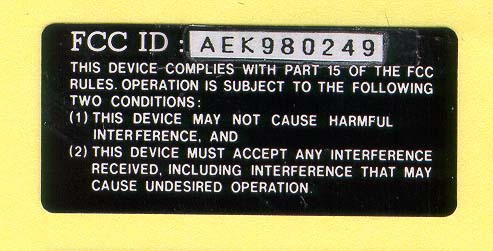 FCC ID : AEK980249
THIS DEVICE COMPLIES WITH PART 15 OF THE FCC
RULES. OPERATION IS SUBJECT TO THE FOLLOWING
TWO CONDITIONS:
(1) THIS DEVICE MAY NOT CAUSE HARMFUL
INTERFERENCE, AND
(2) THIS DEVICE MUST ACCEPT ANY INTERFERENCE
RECEIVED, INCLUDING INTERFERENCE THAT MAY
CAUSE UNDESIRED OPERATION.